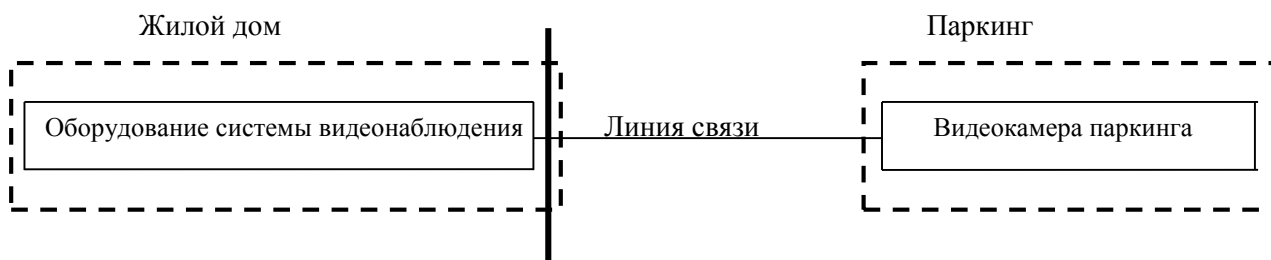 Жилой дом
Паркинг
Оборудование системы видеонаблюдения
Линия связи
Видеокамера паркинга